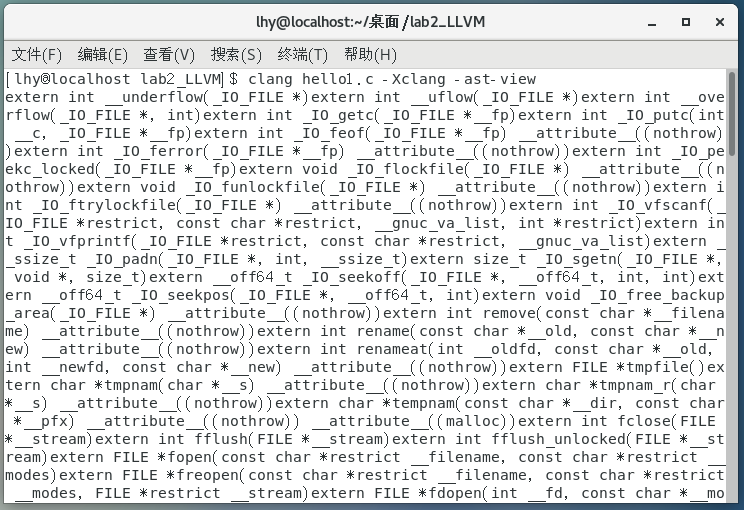 lhy@localhost:~/桌面/lab2_LLVM
文件(F) 编辑(E) 查看(V) 搜索(S) 终端(T) 帮助(H)
[lhy@localhost lab2_LLVM]$ clang hello1.c -Xclang -ast-view
extern int __underflow(_IO_FILE *)extern int __uflow(_IO_FILE *)extern int __ove
rflow(_IO_FILE *, int)extern int _IO_getc(_IO_FILE *__fp)extern int _IO_putc(int
 __c, _IO_FILE *__fp)extern int _IO_feof(_IO_FILE *__fp) __attribute__((nothrow)
)extern int _IO_ferror(_IO_FILE *__fp) __attribute__((nothrow))extern int _IO_pe
ekc_locked(_IO_FILE *__fp)extern void _IO_flockfile(_IO_FILE *) __attribute__((n
othrow))extern void _IO_funlockfile(_IO_FILE *) __attribute__((nothrow))extern i
nt _IO_ftrylockfile(_IO_FILE *) __attribute__((nothrow))extern int _IO_vfscanf(_
IO_FILE *restrict, const char *restrict, __gnuc_va_list, int *restrict)extern in
t _IO_vfprintf(_IO_FILE *restrict, const char *restrict, __gnuc_va_list)extern _
_ssize_t _IO_padn(_IO_FILE *, int, __ssize_t)extern size_t _IO_sgetn(_IO_FILE *,
 void *, size_t)extern __off64_t _IO_seekoff(_IO_FILE *, __off64_t, int, int)ext
ern __off64_t _IO_seekpos(_IO_FILE *, __off64_t, int)extern void _IO_free_backup
_area(_IO_FILE *) __attribute__((nothrow))extern int remove(const char *__filena
me) __attribute__((nothrow))extern int rename(const char *__old, const char *__n
ew) __attribute__((nothrow))extern int renameat(int __oldfd, const char *__old, 
int __newfd, const char *__new) __attribute__((nothrow))extern FILE *tmpfile()ex
tern char *tmpnam(char *__s) __attribute__((nothrow))extern char *tmpnam_r(char 
*__s) __attribute__((nothrow))extern char *tempnam(const char *__dir, const char
 *__pfx) __attribute__((nothrow)) __attribute__((malloc))extern int fclose(FILE 
*__stream)extern int fflush(FILE *__stream)extern int fflush_unlocked(FILE *__st
ream)extern FILE *fopen(const char *restrict __filename, const char *restrict __
modes)extern FILE *freopen(const char *restrict __filename, const char *restrict
 __modes, FILE *restrict __stream)extern FILE *fdopen(int __fd, const char *__mo